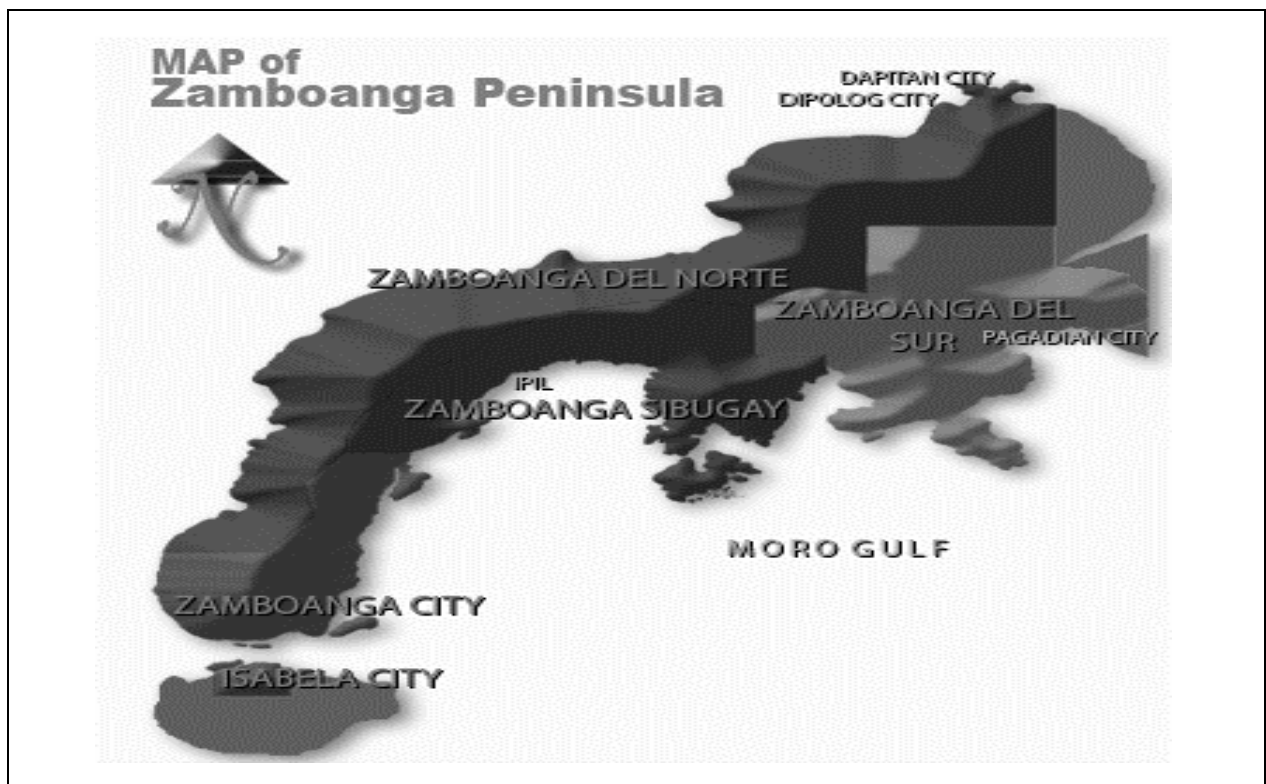 MAP of
Zamboanga Peninsula
DAPITAN CITY
DIPOLOG CITY
N
ZAMBOANGA DEL NORTE
ZAMBOANGA DEL
SUR
PAGADIAN CITY
IPIL
ZAMBOANGA SIBUGAY
MORO GULF
ZAMBOANGA CITY
ISABELA CITY